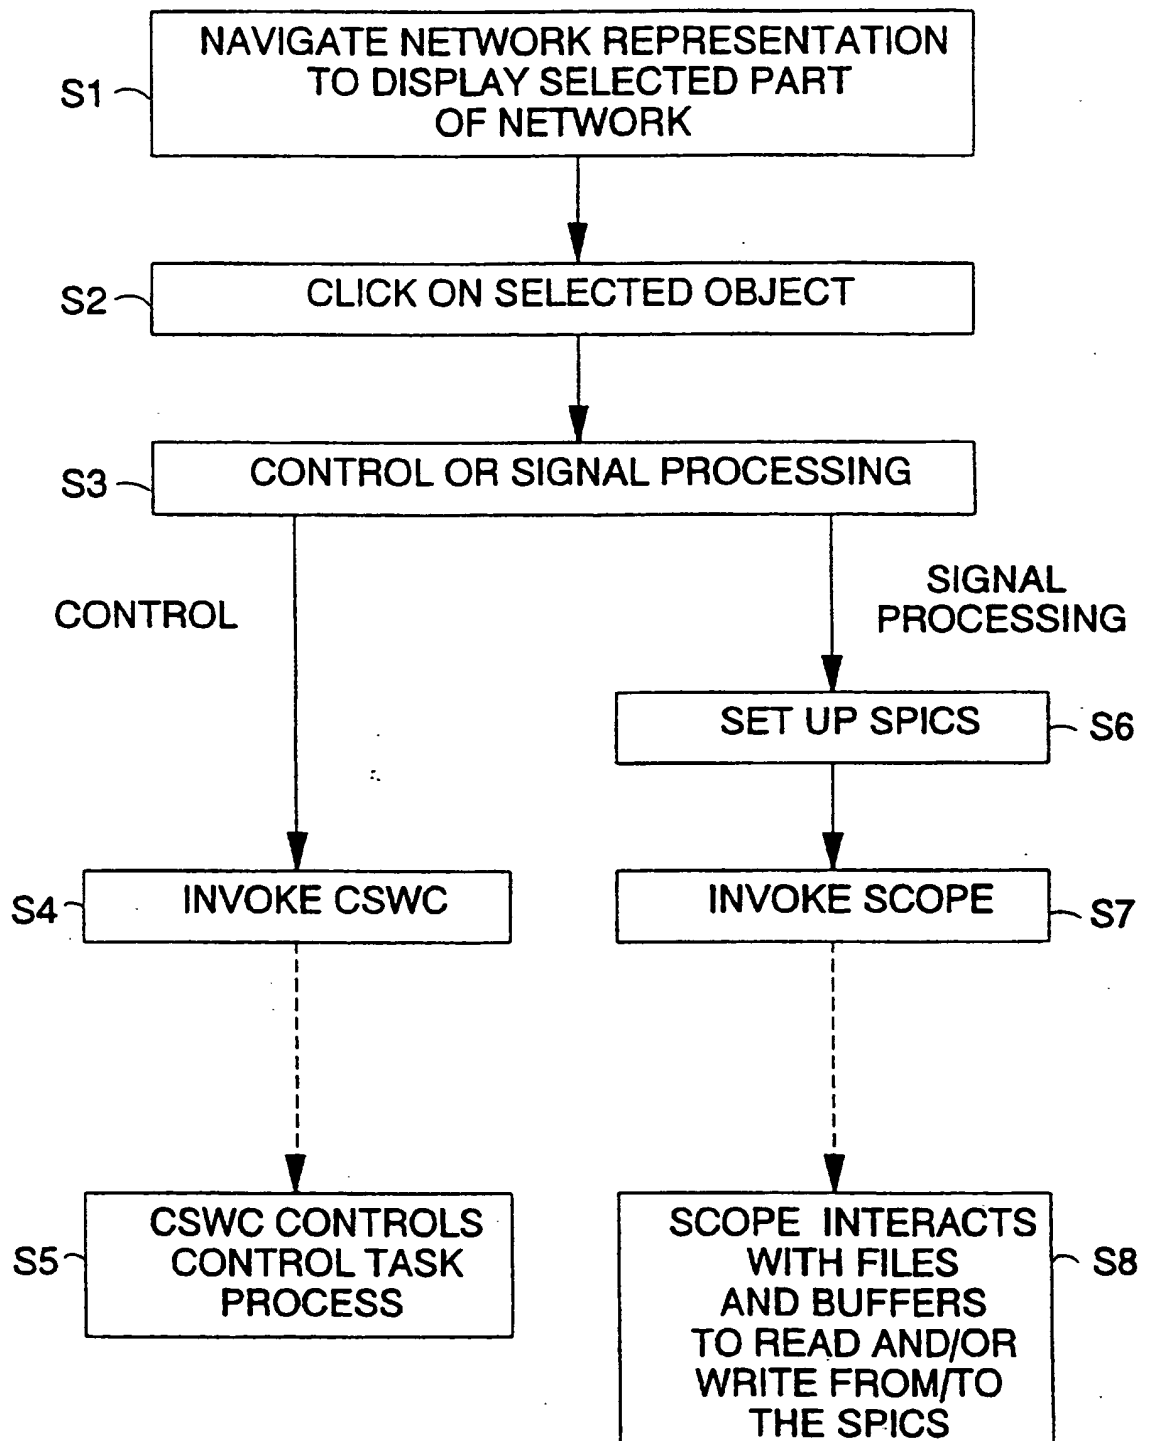 NAVIGATE NETWORK REPRESENTATION
TO DISPLAY SELECTED PART
OF NETWORK
S1
CLICK ON SELECTED OBJECT
S2
CONTROL OR SIGNAL PROCESSING
S3
CONTROL
SIGNAL
PROCESSING
SET UP SPICS
S6
INVOKE CSWC
S4
INVOKE SCOPE
S7
CSWC CONTROLS
CONTROL TASK
PROCESS
S5
SCOPE INTERACTS
WITH FILES
AND BUFFERS
TO READ AND/OR
WRITE FROM/TO
THE SPICS
S8